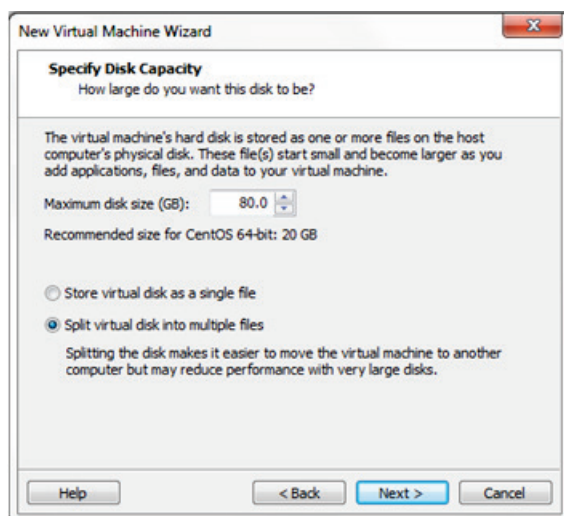 New Virtual Machine Wizard
Specify Disk Capacity
How large do you want this disk to be?
The virtual machine's hard disk is stored as one or more files on the host
computer's physical disk. These file(s) start small and become larger as you
add applications, files, and data to your virtual machine.
Maximum disk size (GB): 80.0
Recommended size for CentOS 64-bit: 20 GB
Store virtual disk as a single file
Split virtual disk into multiple files
Splitting the disk makes it easier to move the virtual machine to another
computer but may reduce performance with very large disks.
Help < Back Next > Cancel